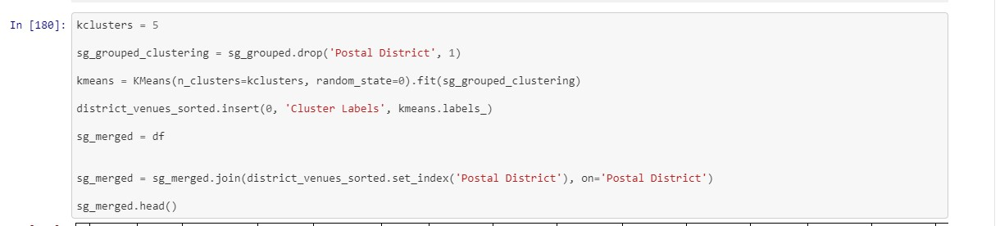 In [180]: kclusters = 5
sg_grouped_clustering = sg_grouped.drop('Postal District', 1)
kmeans = KMeans(n_clusters=kclusters, random_state=0).fit(sg_grouped_clustering)
district_venues_sorted.insert(0, 'Cluster Labels', kmeans.labels_)
sg_merged = df
sg_merged = sg_merged.join(district_venues_sorted.set_index('Postal District'), on='Postal District')
sg_merged.head()